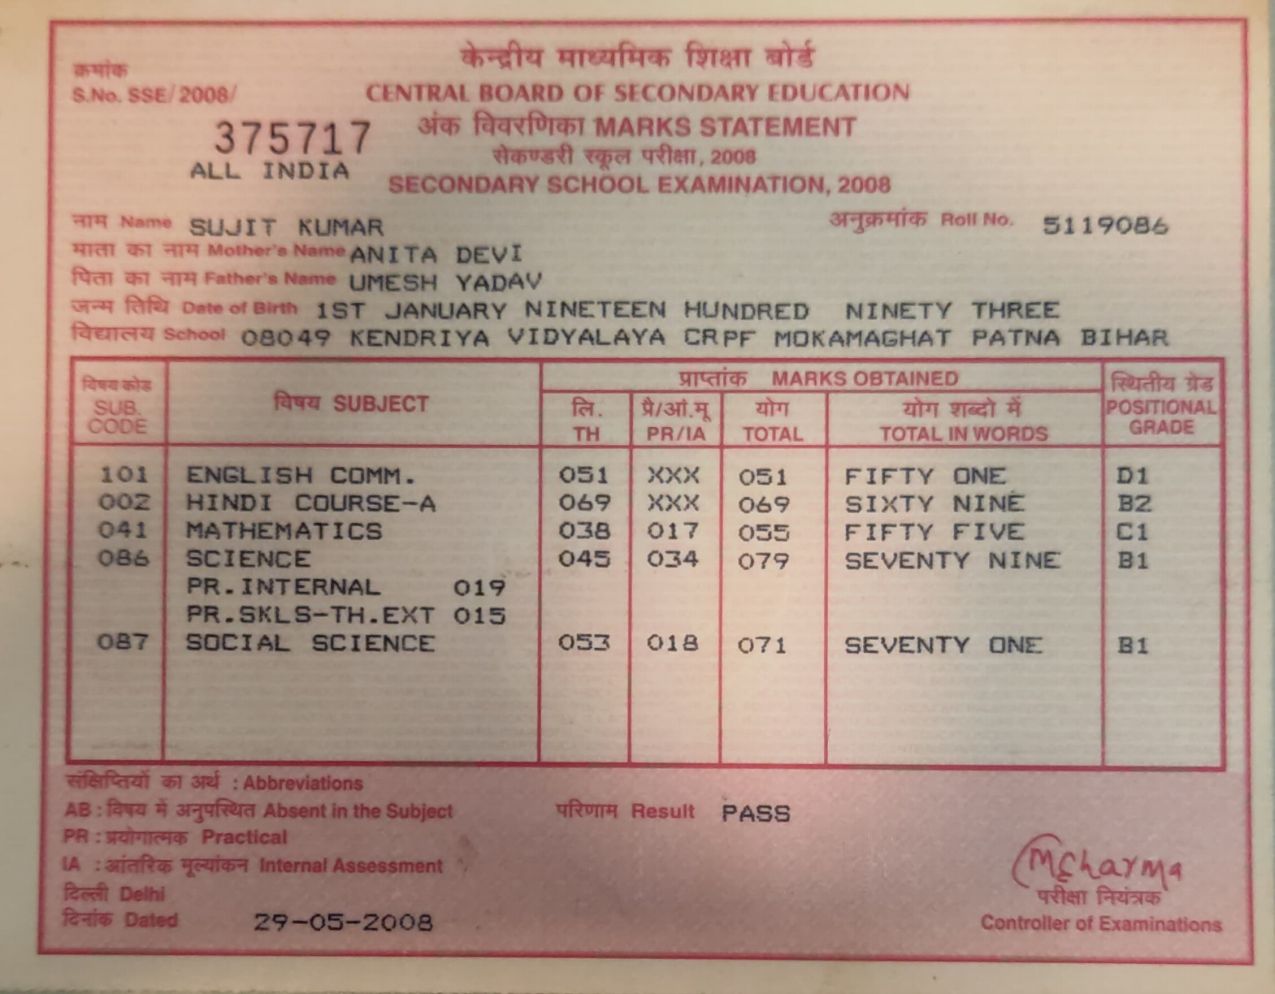 केन्द्रीय माध्यमिक शिक्षा बोर्ड
क्रमांक
S.No. SSE/ 2008/ CENTRAL BOARD OF SECONDARY EDUCATION
375717 अंक विवरणिका MARKS STATEMENT
ALL INDIA सेकण्डरी स्कूल परीक्षा, 2008
SECONDARY SCHOOL EXAMINATION, 2008
नाम Name SUJIT KUMAR अनुक्रमांक Roll No. 5119086
माता का नाम Mother's Name ANITA DEVI
पिता का नाम Father's Name UMESH YADAV
जन्म तिथि Date of Birth 1ST JANUARY NINETEEN HUNDRED NINETY THREE
विद्यालय School 08049 KENDRIYA VIDYALAYA CRPF MOKAMAGHAT PATNA BIHAR
विषय कोड SUB. CODE विषय SUBJECT प्राप्तांक MARKS OBTAINED स्थितीय ग्रेड POSITIONAL GRADE
लि. प्रै/आं.मू योग योग शब्दो में
TH PR/IA TOTAL TOTAL IN WORDS
101 ENGLISH COMM. 051 XXX 051 FIFTY ONE D1
002 HINDI COURSE-A 069 XXX 069 SIXTY NINE B2
041 MATHEMATICS 038 017 055 FIFTY FIVE C1
086 SCIENCE 045 034 079 SEVENTY NINE B1
PR.INTERNAL 019
PR.SKLS-TH.EXT 015
087 SOCIAL SCIENCE 053 018 071 SEVENTY ONE B1
संक्षिप्तियों का अर्थ : Abbreviations
AB : विषय में अनुपस्थित Absent in the Subject परिणाम Result PASS
PR : प्रयोगात्मक Practical
IA : आंतरिक मूल्यांकन Internal Assessment
दिल्ली Delhi
परीक्षा नियंत्रक
दिनांक Dated 29-05-2008 Controller of Examinations